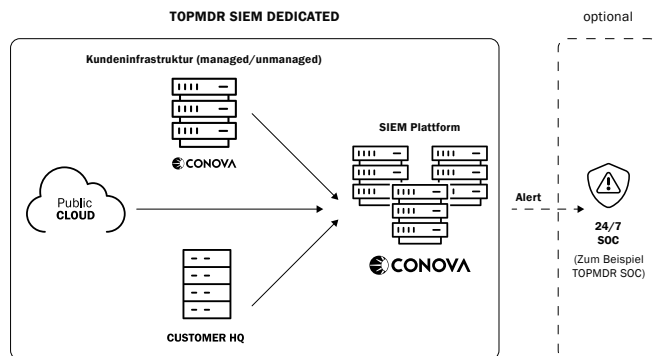 TOPMDR SIEM DEDICATED
optional
Kundeninfrastruktur (managed/unmanaged)
CONOVA
SIEM Plattform
Public
CLOUD
Alert
CONOVA
24/7
SOC
(Zum Beispiel
TOPMDR SOC)
CUSTOMER HQ